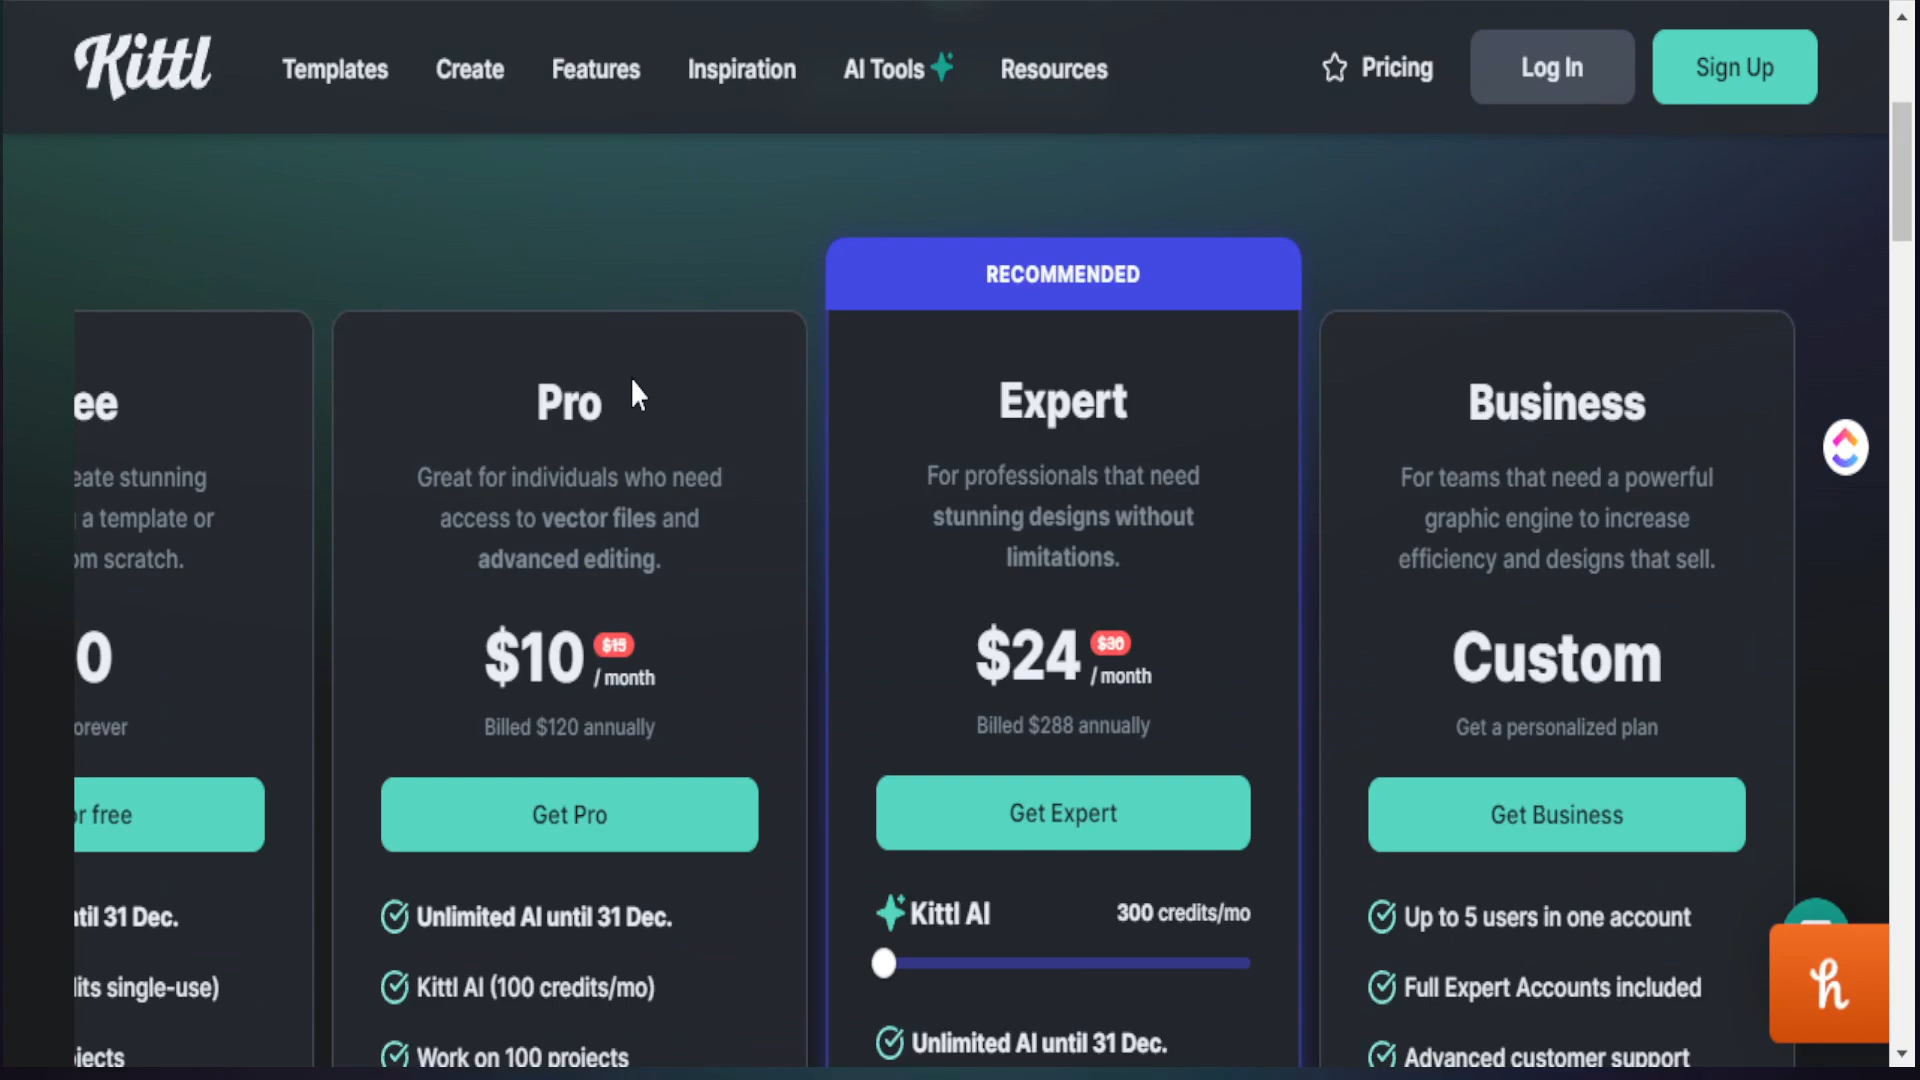 Kittl
Templates
Create
Features
Inspiration
AI Tools
Resources
Pricing
Log In
Sign Up
ee
eate stunning
a template or
om scratch.
0
orever
or free
til 31 Dec.
its single-use)
jects
Pro
Great for individuals who need
access to vector files and
advanced editing.
$10 $15
/ month
Billed $120 annually
Get Pro
Unlimited AI until 31 Dec.
Kittl AI (100 credits/mo)
Work on 100 projects
RECOMMENDED
Expert
For professionals that need
stunning designs without
limitations.
$24 $30
/ month
Billed $288 annually
Get Expert
Kittl AI 300 credits/mo
Unlimited AI until 31 Dec.
Business
For teams that need a powerful
graphic engine to increase
efficiency and designs that sell.
Custom
Get a personalized plan
Get Business
Up to 5 users in one account
Full Expert Accounts included
Advanced customer support
h